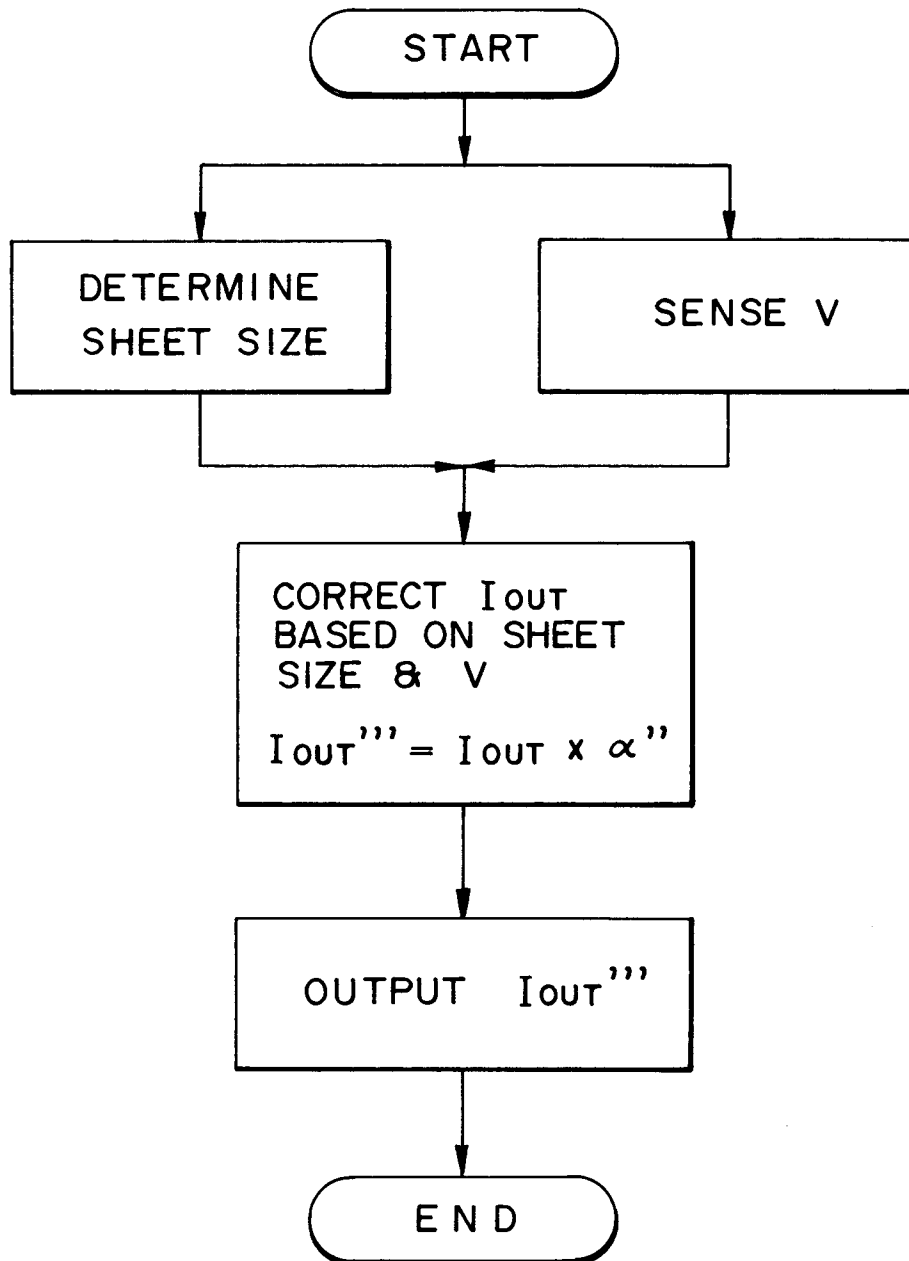 START
DETERMINE
SHEET SIZE
SENSE V
CORRECT IOUT
BASED ON SHEET
SIZE & V
IOUT''' = IOUT x α''
OUTPUT IOUT'''
END